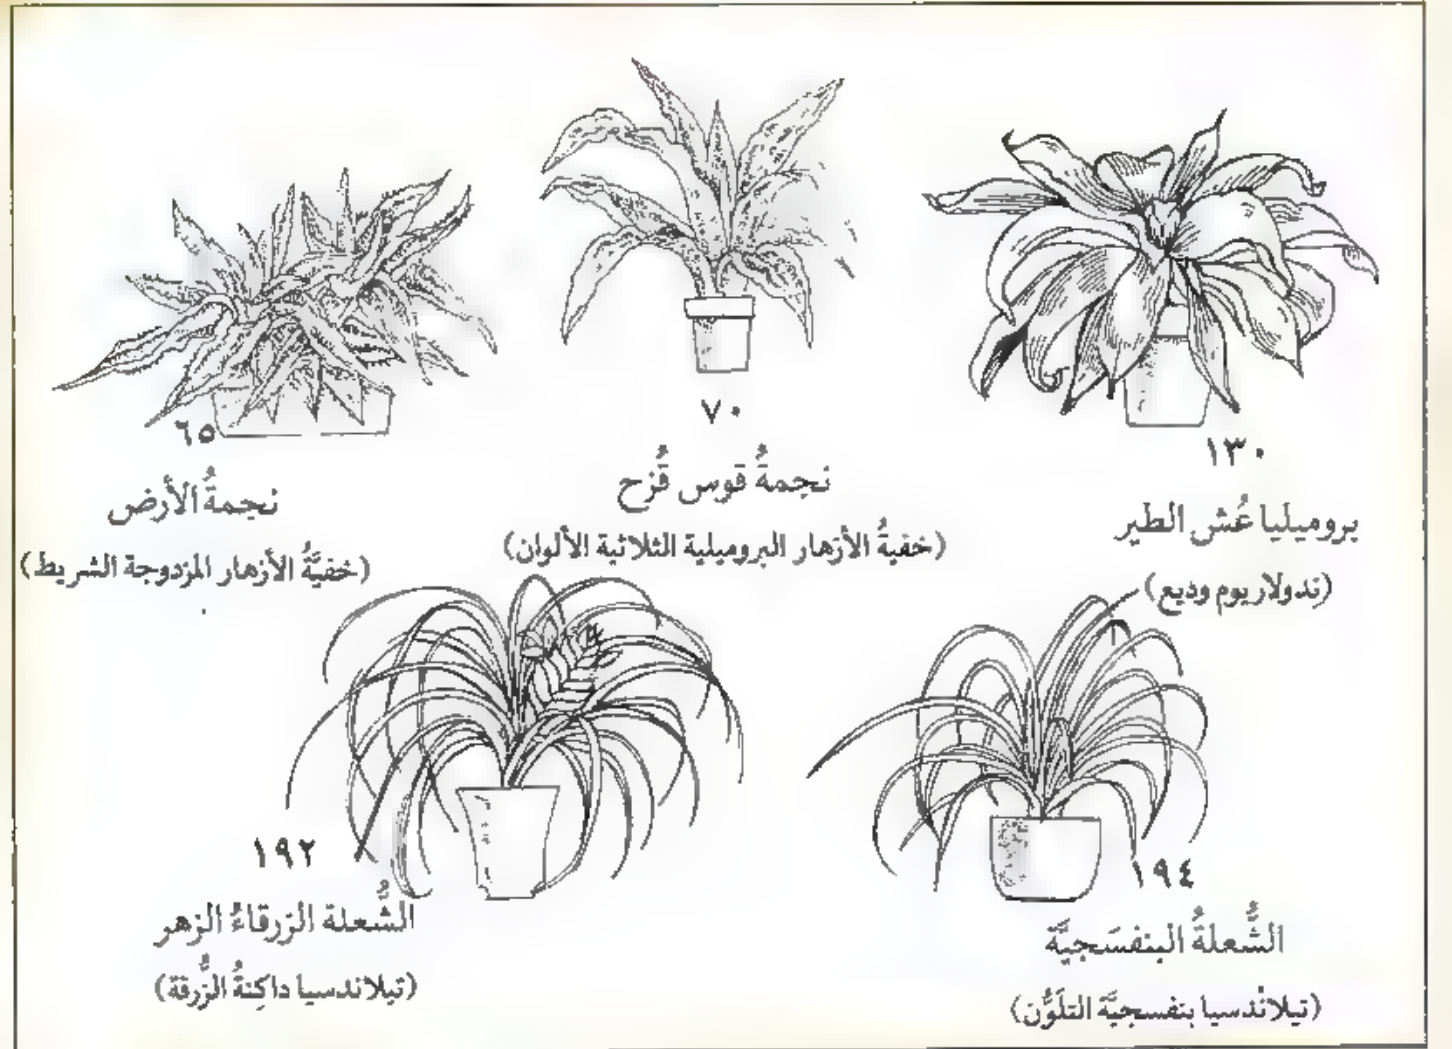 ١٣٠
بروميليا عُش الطير
(ندولاريوم وديع)
٧٠
نجمةُ قوس قُزح
(خفيةُ الأزهار البروميلية الثلاثية الألوان)
٦٥
نجمةُ الأرض
(خفيَّةُ الأزهار المزدوجة الشريط)
١٩٤
الشُّعلةُ البنفسَجيَّة
(تيلاندسيا بنفسجيَّة التلَوُّن)
١٩٢
الشُّعلة الزرقاءُ الزهر
(تيلاندسيا داكِنةُ الزُّرقة)